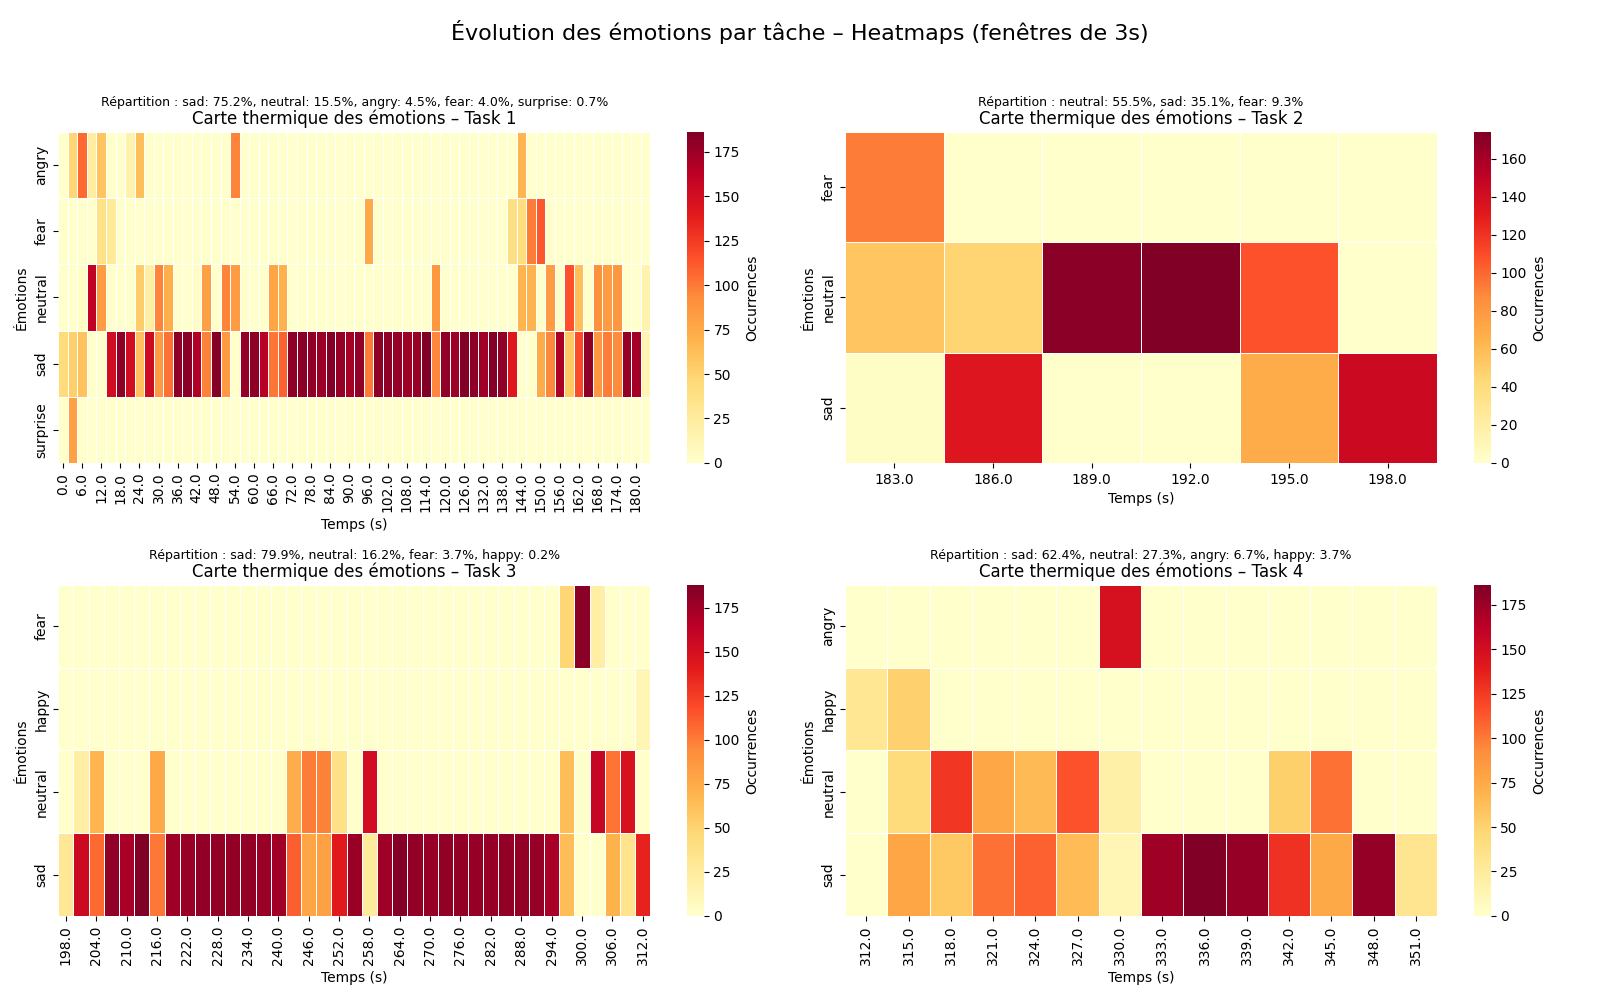 Évolution des émotions par tâche – Heatmaps (fenêtres de 3s)
Répartition : sad: 75.2%, neutral: 15.5%, angry: 4.5%, fear: 4.0%, surprise: 0.7%
Carte thermique des émotions – Task 1
Émotions
angry
fear
neutral
sad
surprise
0.0 6.0 12.0 18.0 24.0 30.0 36.0 42.0 48.0 54.0 60.0 66.0 72.0 78.0 84.0 90.0 96.0 102.0 108.0 114.0 120.0 126.0 132.0 138.0 144.0 150.0 156.0 162.0 168.0 174.0 180.0
Temps (s)
175
150
125
100
75
50
25
0
Occurrences
Répartition : neutral: 55.5%, sad: 35.1%, fear: 9.3%
Carte thermique des émotions – Task 2
Émotions
fear
neutral
sad
183.0 186.0 189.0 192.0 195.0 198.0
Temps (s)
160
140
120
100
80
60
40
20
0
Occurrences
Répartition : sad: 79.9%, neutral: 16.2%, fear: 3.7%, happy: 0.2%
Carte thermique des émotions – Task 3
Émotions
fear
happy
neutral
sad
198.0 204.0 210.0 216.0 222.0 228.0 234.0 240.0 246.0 252.0 258.0 264.0 270.0 276.0 282.0 288.0 294.0 300.0 306.0 312.0
Temps (s)
175
150
125
100
75
50
25
0
Occurrences
Répartition : sad: 62.4%, neutral: 27.3%, angry: 6.7%, happy: 3.7%
Carte thermique des émotions – Task 4
Émotions
angry
happy
neutral
sad
312.0 315.0 318.0 321.0 324.0 327.0 330.0 333.0 336.0 339.0 342.0 345.0 348.0 351.0
Temps (s)
175
150
125
100
75
50
25
0
Occurrences